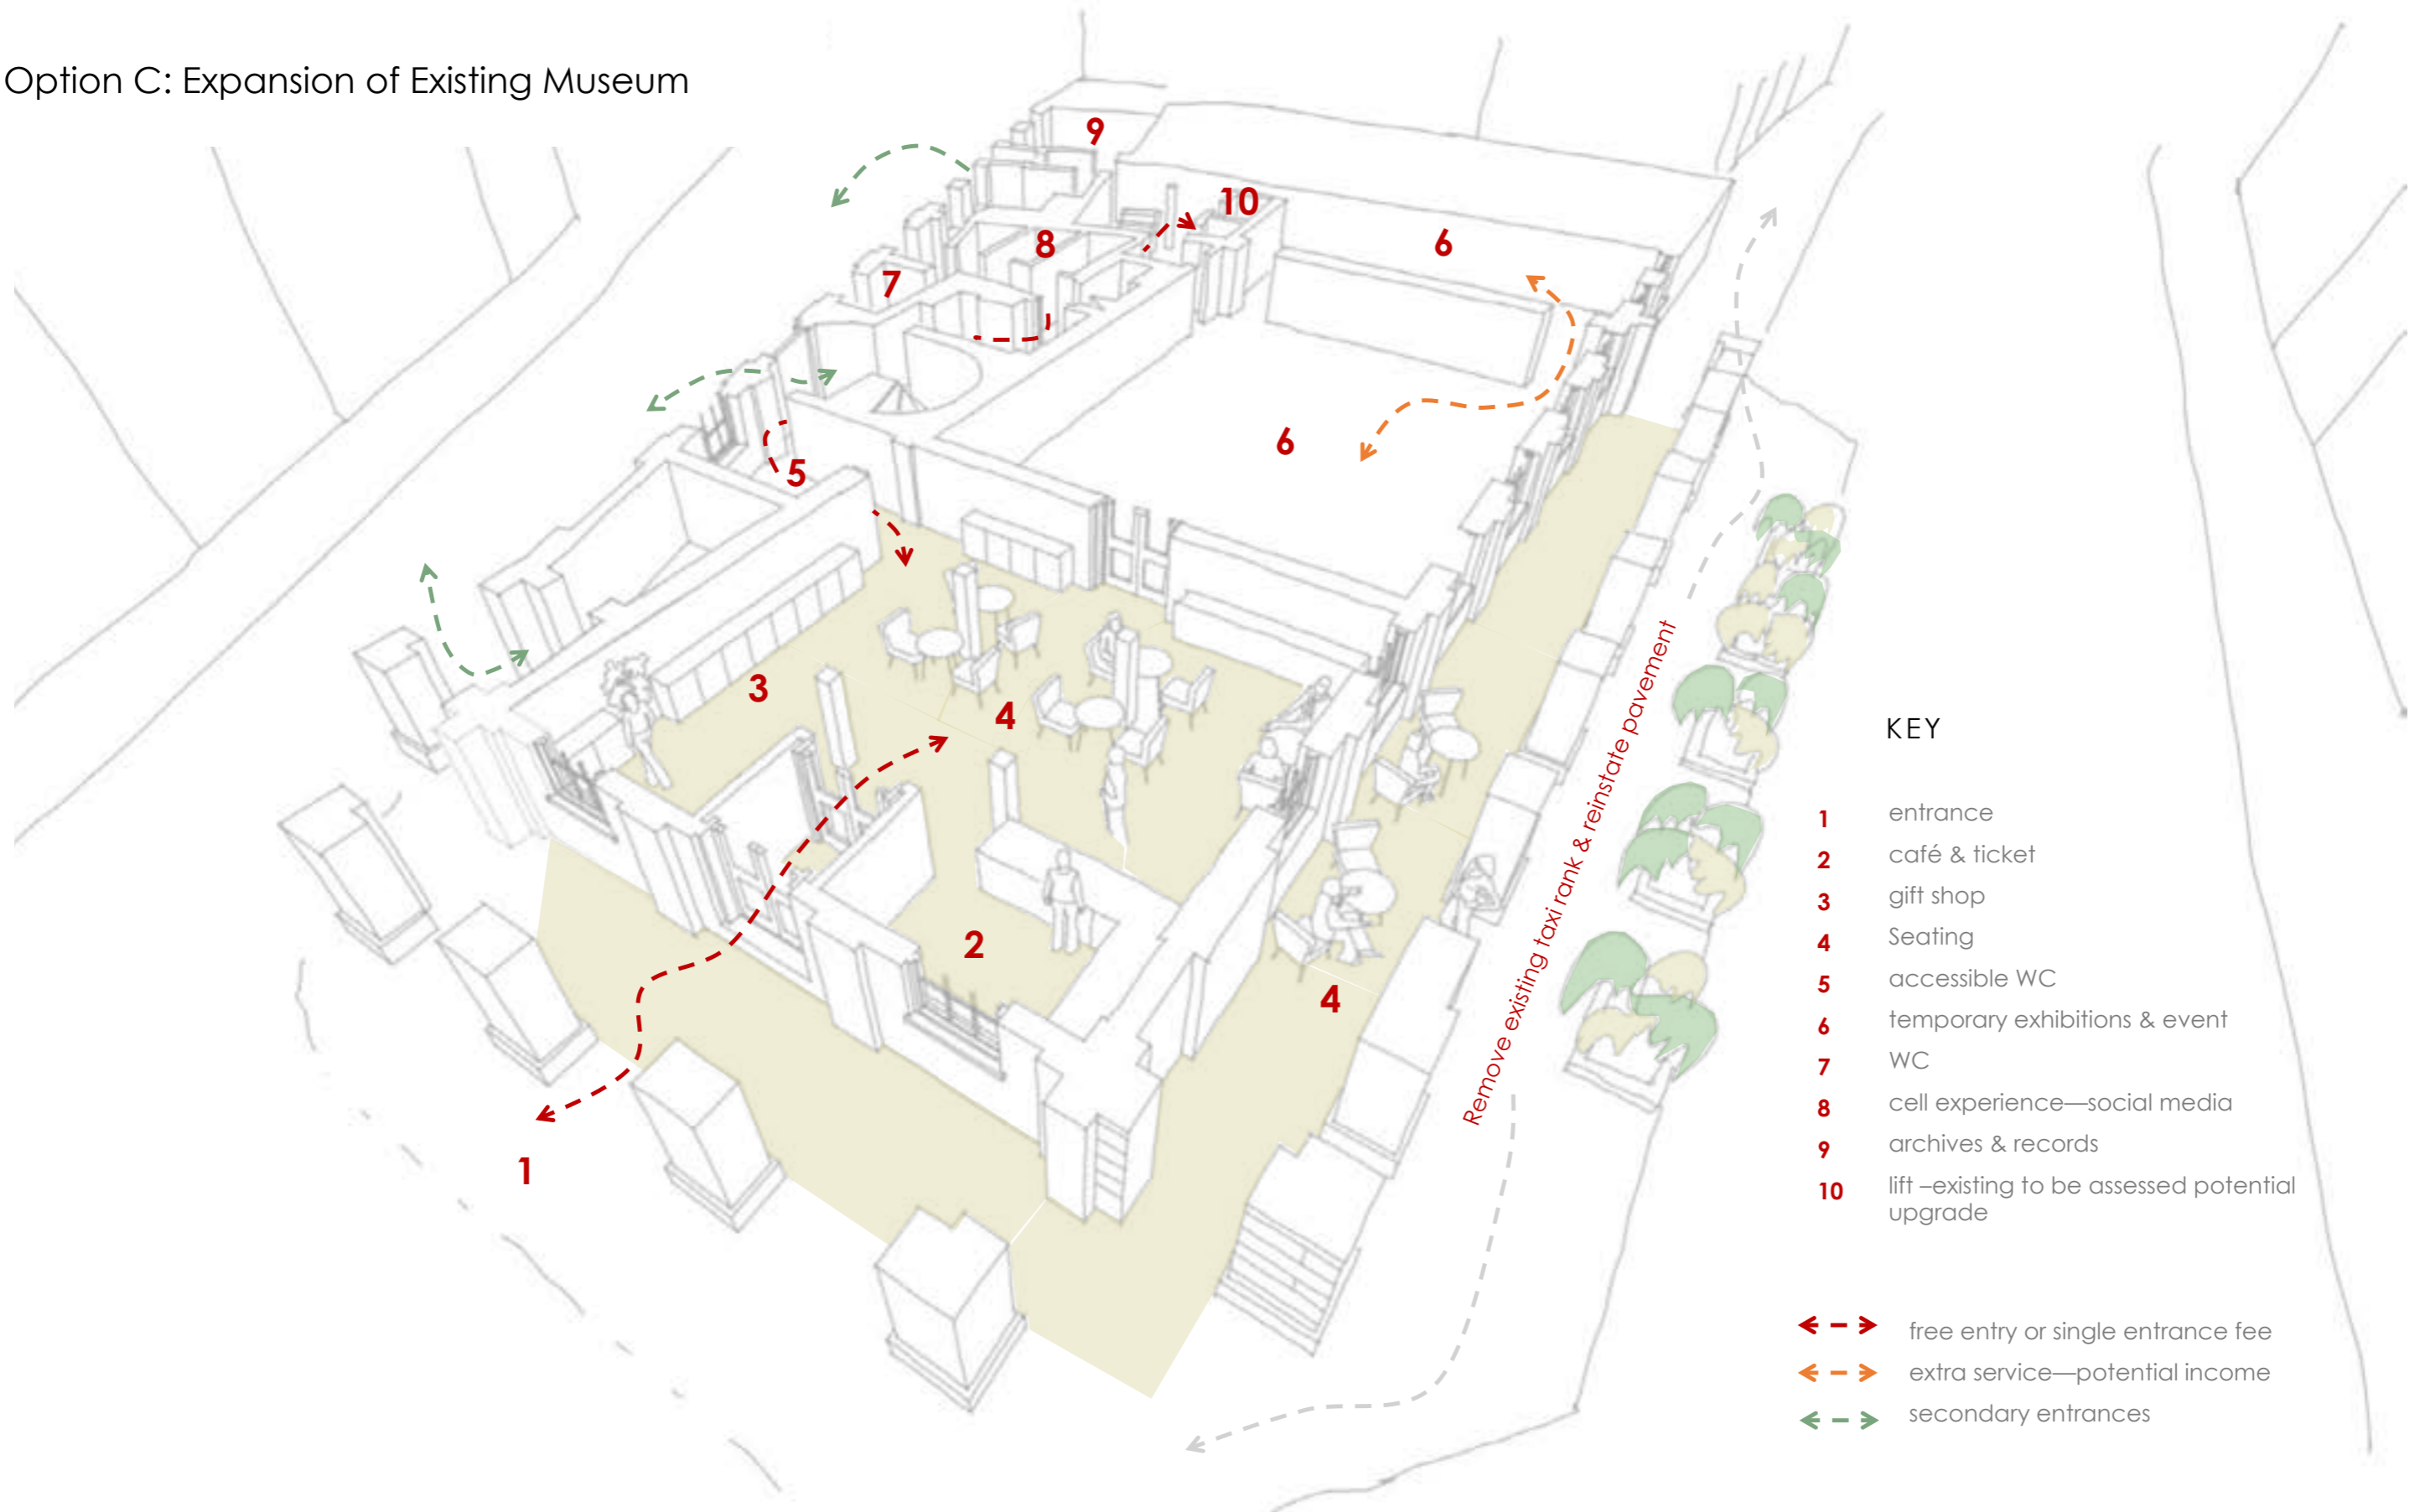 Option C: Expansion of Existing Museum
9
10
8
6
7
6
5
3
4
2
4
1
Remove existing taxi rank & reinstate pavement
KEY
1 entrance
2 café & ticket
3 gift shop
4 Seating
5 accessible WC
6 temporary exhibitions & event
7 WC
8 cell experience—social media
9 archives & records
10 lift –existing to be assessed potential
upgrade
free entry or single entrance fee
extra service—potential income
secondary entrances